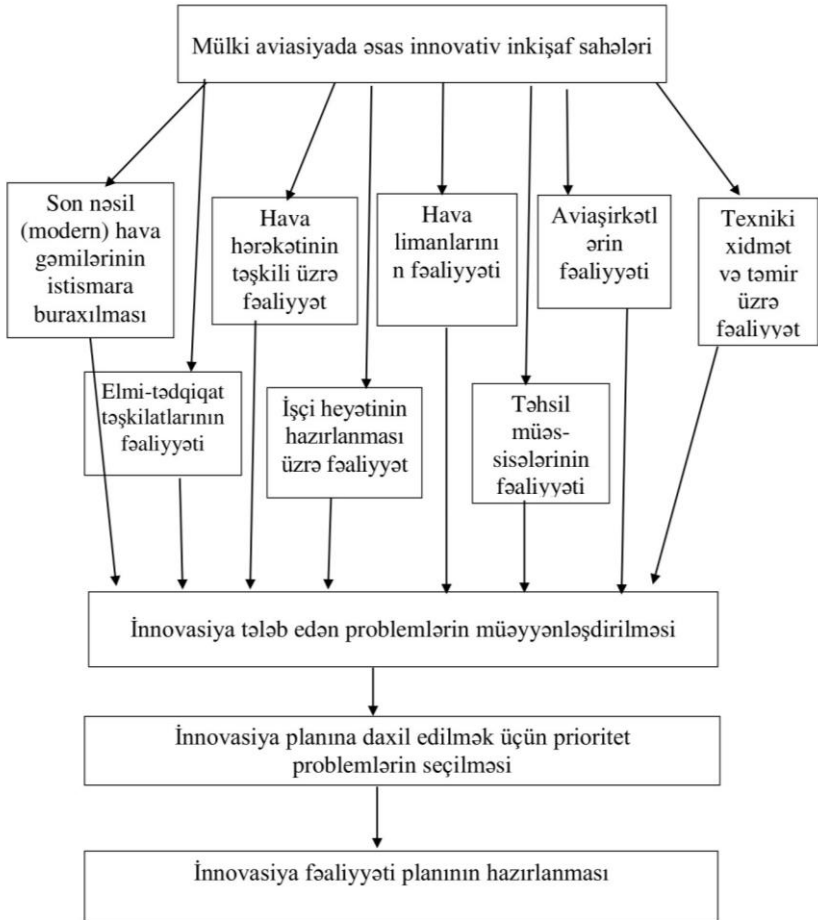 Mülki aviasiyada əsas innovativ inkişaf sahələri
Son nəsil
(modern) hava
gəmilərinin
istismara
buraxılması
Hava
hərəkətinin
təşkili üzrə
fəaliyyət
Hava
limanlarını
n fəaliyyəti
Aviaşirkətl
ərin
fəaliyyəti
Texniki
xidmət
və təmir
üzrə
fəaliyyət
Elmi-tədqiqat
təşkilatlarının
fəaliyyəti
İşçi heyətinin
hazırlanması
üzrə fəaliyyət
Təhsil
müəs-
sisələrinin
fəaliyyəti
İnnovasiya tələb edən problemlərin müəyyənləşdirilməsi
İnnovasiya planına daxil edilmək üçün prioritet
problemlərin seçilməsi
İnnovasiya fəaliyyəti planının hazırlanması